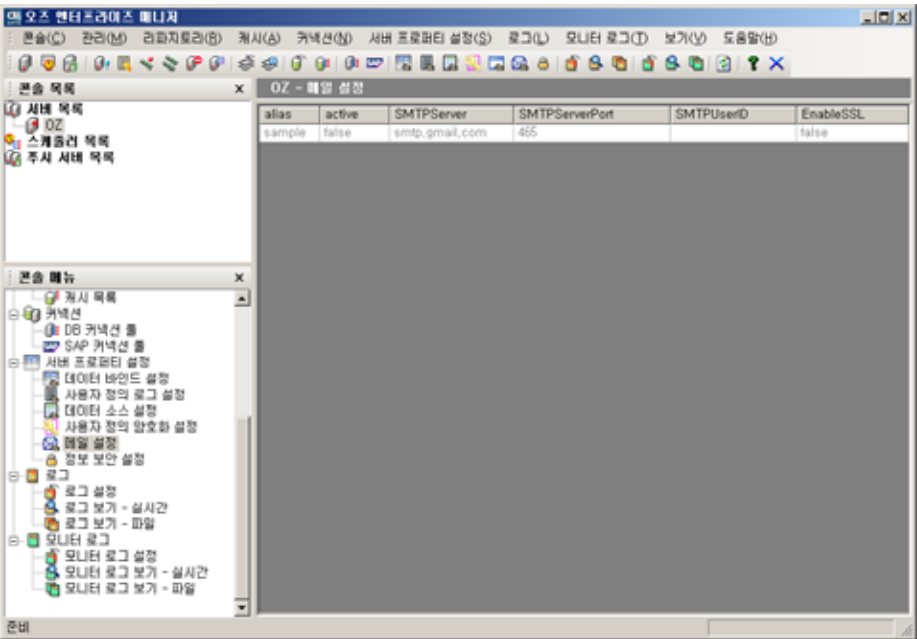 오즈 엔터프라이즈 매니저
콘솔(C) 관리(M) 리파지토리(B) 캐시(A) 커넥션(N) 서버 프로퍼티 설정(S) 로그(L) 모니터 로그(T) 보기(V) 도움말(H)
콘솔 목록
서버 목록
OZ
스케줄러 목록
주시 서버 목록
OZ - 메일 설정
alias active SMTPServer SMTPServerPort SMTPUserID EnableSSL
sample false smtp.gmail.com 465 false
콘솔 메뉴
캐시 목록
커넥션
DB 커넥션 풀
SAP 커넥션 풀
서버 프로퍼티 설정
데이터 바인드 설정
사용자 정의 로그 설정
데이터 소스 설정
사용자 정의 암호화 설정
메일 설정
정보 보안 설정
로그
로그 설정
로그 보기 - 실시간
로그 보기 - 파일
모니터 로그
모니터 로그 설정
모니터 로그 보기 - 실시간
모니터 로그 보기 - 파일
준비